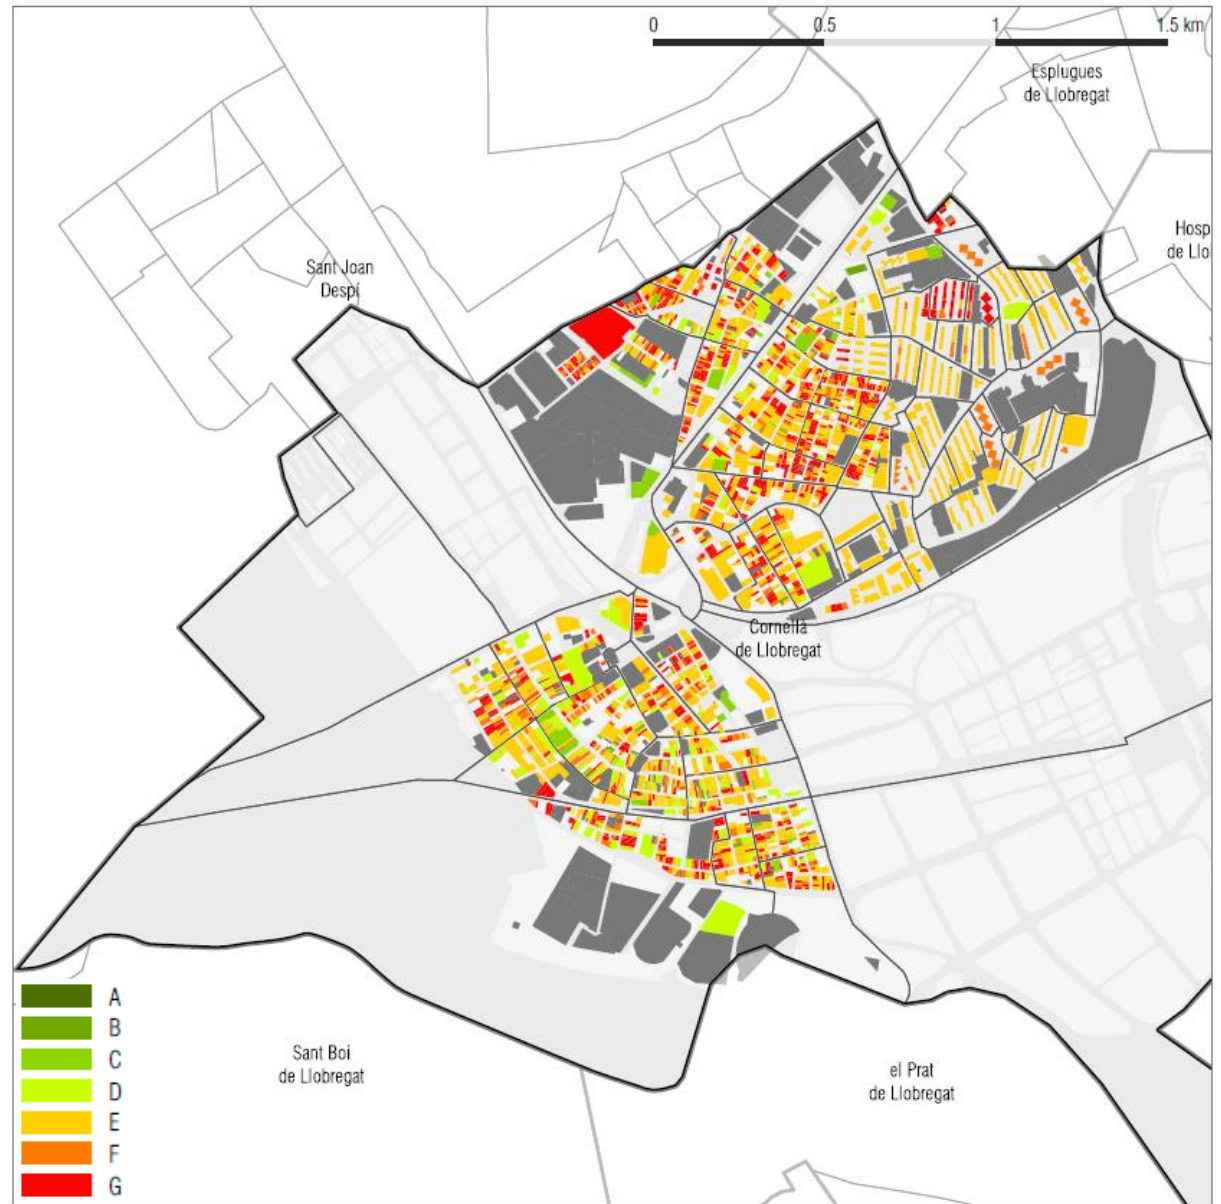 0 0.5 1 1.5 km
Esplugues
de Llobregat
Hosp
de Llo
Sant Joan
Despí
Cornellà
de Llobregat
A
B
C
D
E
F
G
Sant Boi
de Llobregat
el Prat
de Llobregat